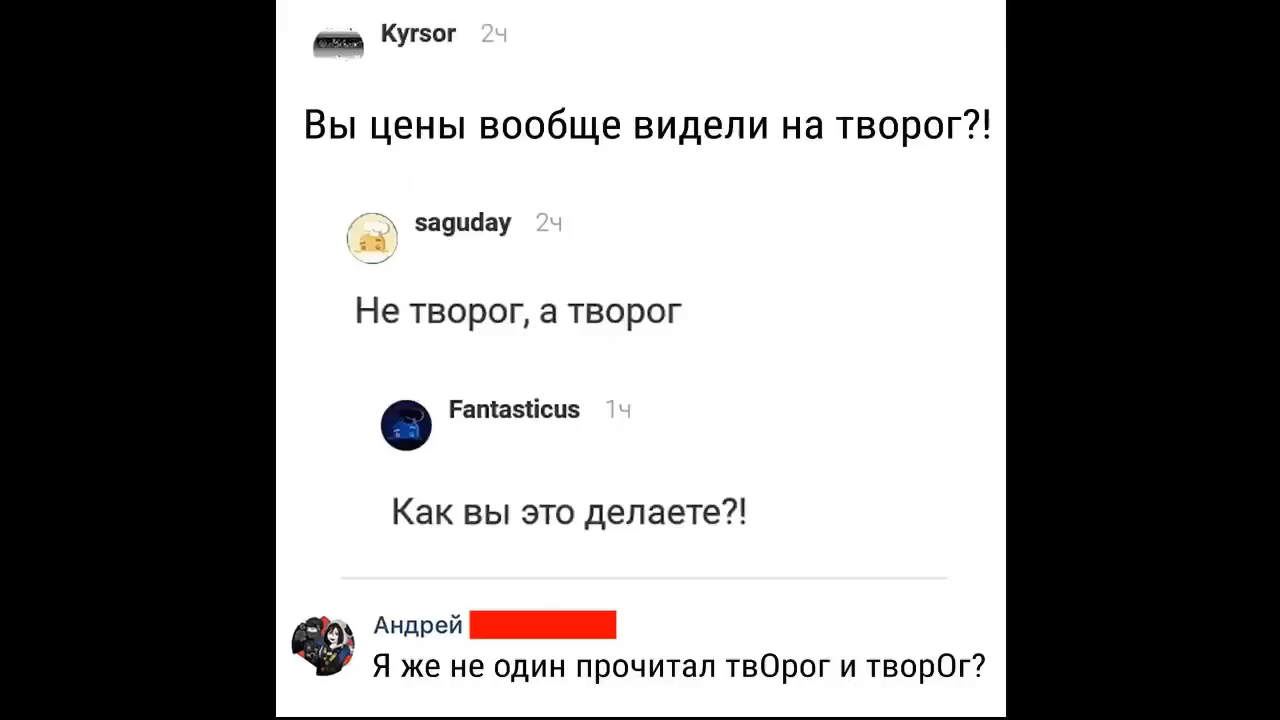 Kyrsor 2ч
Вы цены вообще видели на творог?!
saguday 2ч
Не творог, а творог
Fantasticus 1ч
Как вы это делаете?!
Андрей
Я же не один прочитал твОрог и творОг?